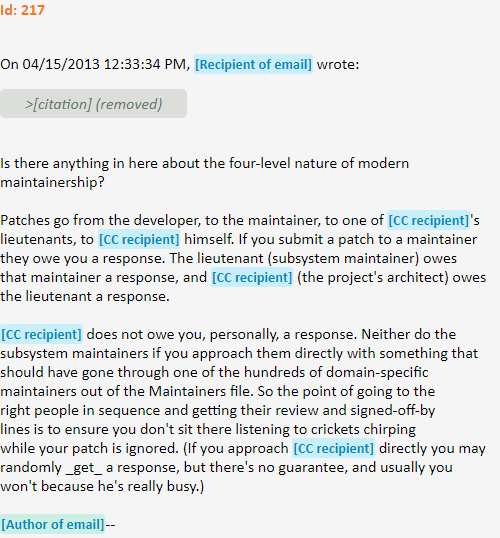 Id: 217
On 04/15/2013 12:33:34 PM, [Recipient of email] wrote:
>[citation] (removed)
Is there anything in here about the four-level nature of modern
maintainership?
Patches go from the developer, to the maintainer, to one of [CC recipient]'s
lieutenants, to [CC recipient] himself. If you submit a patch to a maintainer
they owe you a response. The lieutenant (subsystem maintainer) owes
that maintainer a response, and [CC recipient] (the project's architect) owes
the lieutenant a response.
[CC recipient] does not owe you, personally, a response. Neither do the
subsystem maintainers if you approach them directly with something that
should have gone through one of the hundreds of domain-specific
maintainers out of the Maintainers file. So the point of going to the
right people in sequence and getting their review and signed-off-by
lines is to ensure you don't sit there listening to crickets chirping
while your patch is ignored. (If you approach [CC recipient] directly you may
randomly _get_ a response, but there's no guarantee, and usually you
won't because he's really busy.)
[Author of email]--